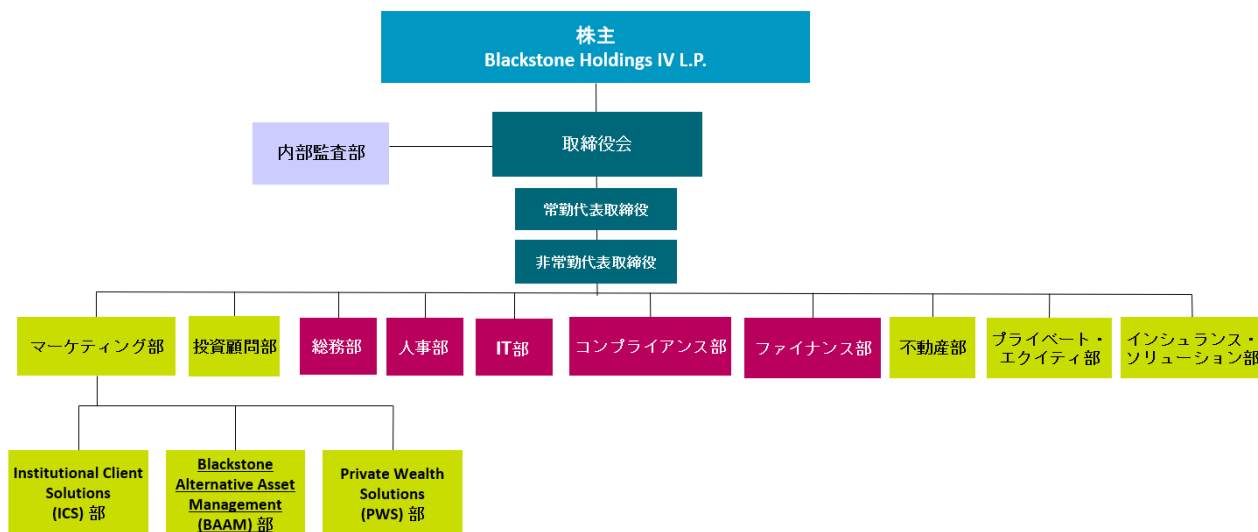 株主
Blackstone Holdings IV L.P.
取締役会
内部監査部
常勤代表取締役
非常勤代表取締役
マーケティング部
投資顧問部
総務部
人事部
IT部
コンプライアンス部
ファイナンス部
不動産部
プライベート・
エクイティ部
インシュランス・
ソリューション部
Institutional Client
Solutions
(ICS) 部
Blackstone
Alternative Asset
Management
(BAAM) 部
Private Wealth
Solutions
(PWS) 部